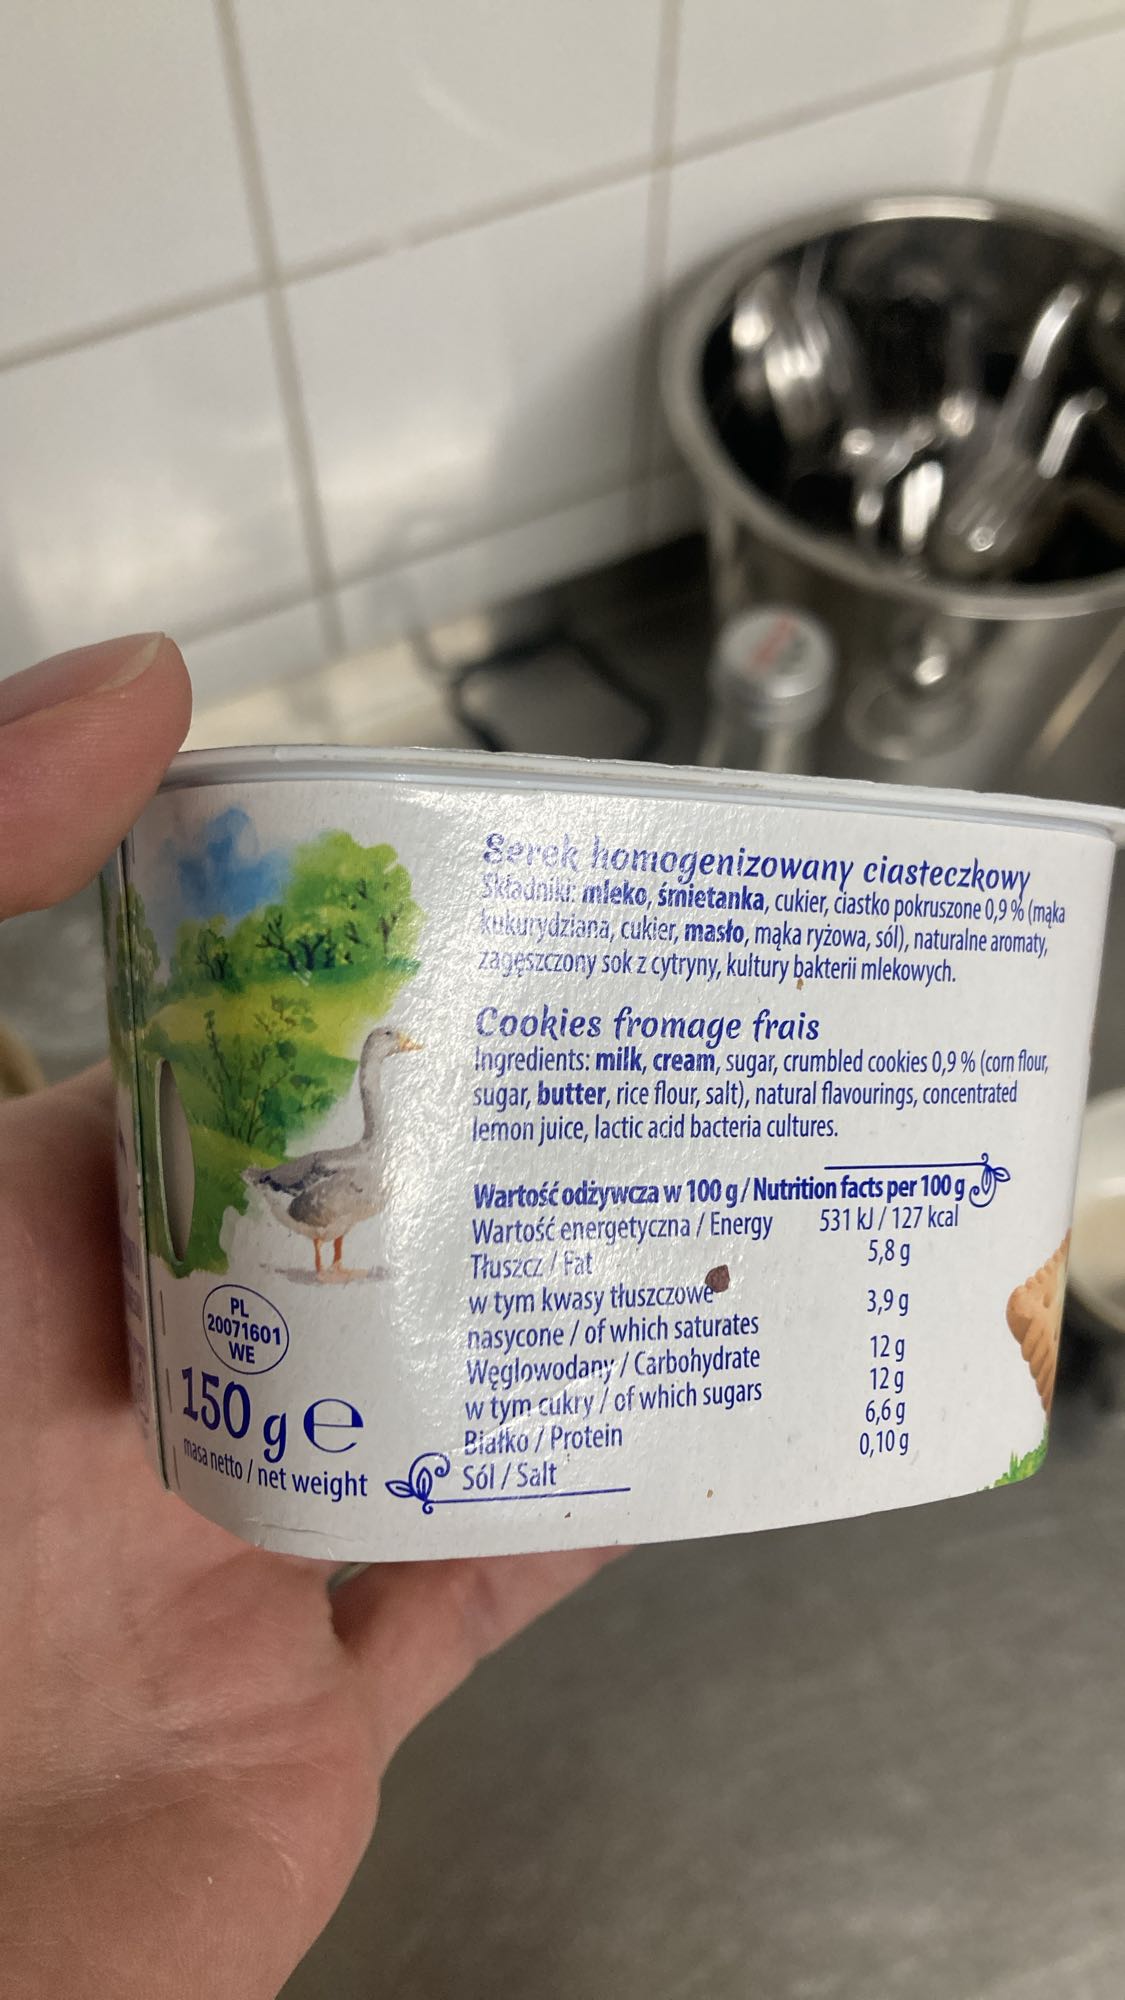 Serek homogenizowany ciasteczkowy
Składniki: mleko, śmietanka, cukier, ciastko pokruszone 0,9 % (mąka
kukurydziana, cukier, masło, mąka ryżowa, sól), naturalne aromaty,
zagęszczony sok z cytryny, kultury bakterii mlekowych.
Cookies fromage frais
Ingredients: milk, cream, sugar, crumbled cookies 0,9 % (corn flour,
sugar, butter, rice flour, salt), natural flavourings, concentrated
lemon juice, lactic acid bacteria cultures.
Wartość odżywcza w 100 g / Nutrition facts per 100 g
Wartość energetyczna / Energy 531 kJ / 127 kcal
Tłuszcz / Fat 5,8 g
w tym kwasy tłuszczowe
nasycone / of which saturates 3,9 g
Węglowodany / Carbohydrate 12 g
w tym cukry / of which sugars 12 g
Białko / Protein 6,6 g
Sól / Salt 0,10 g
PL
20071601
WE
150 g e
masa netto / net weight